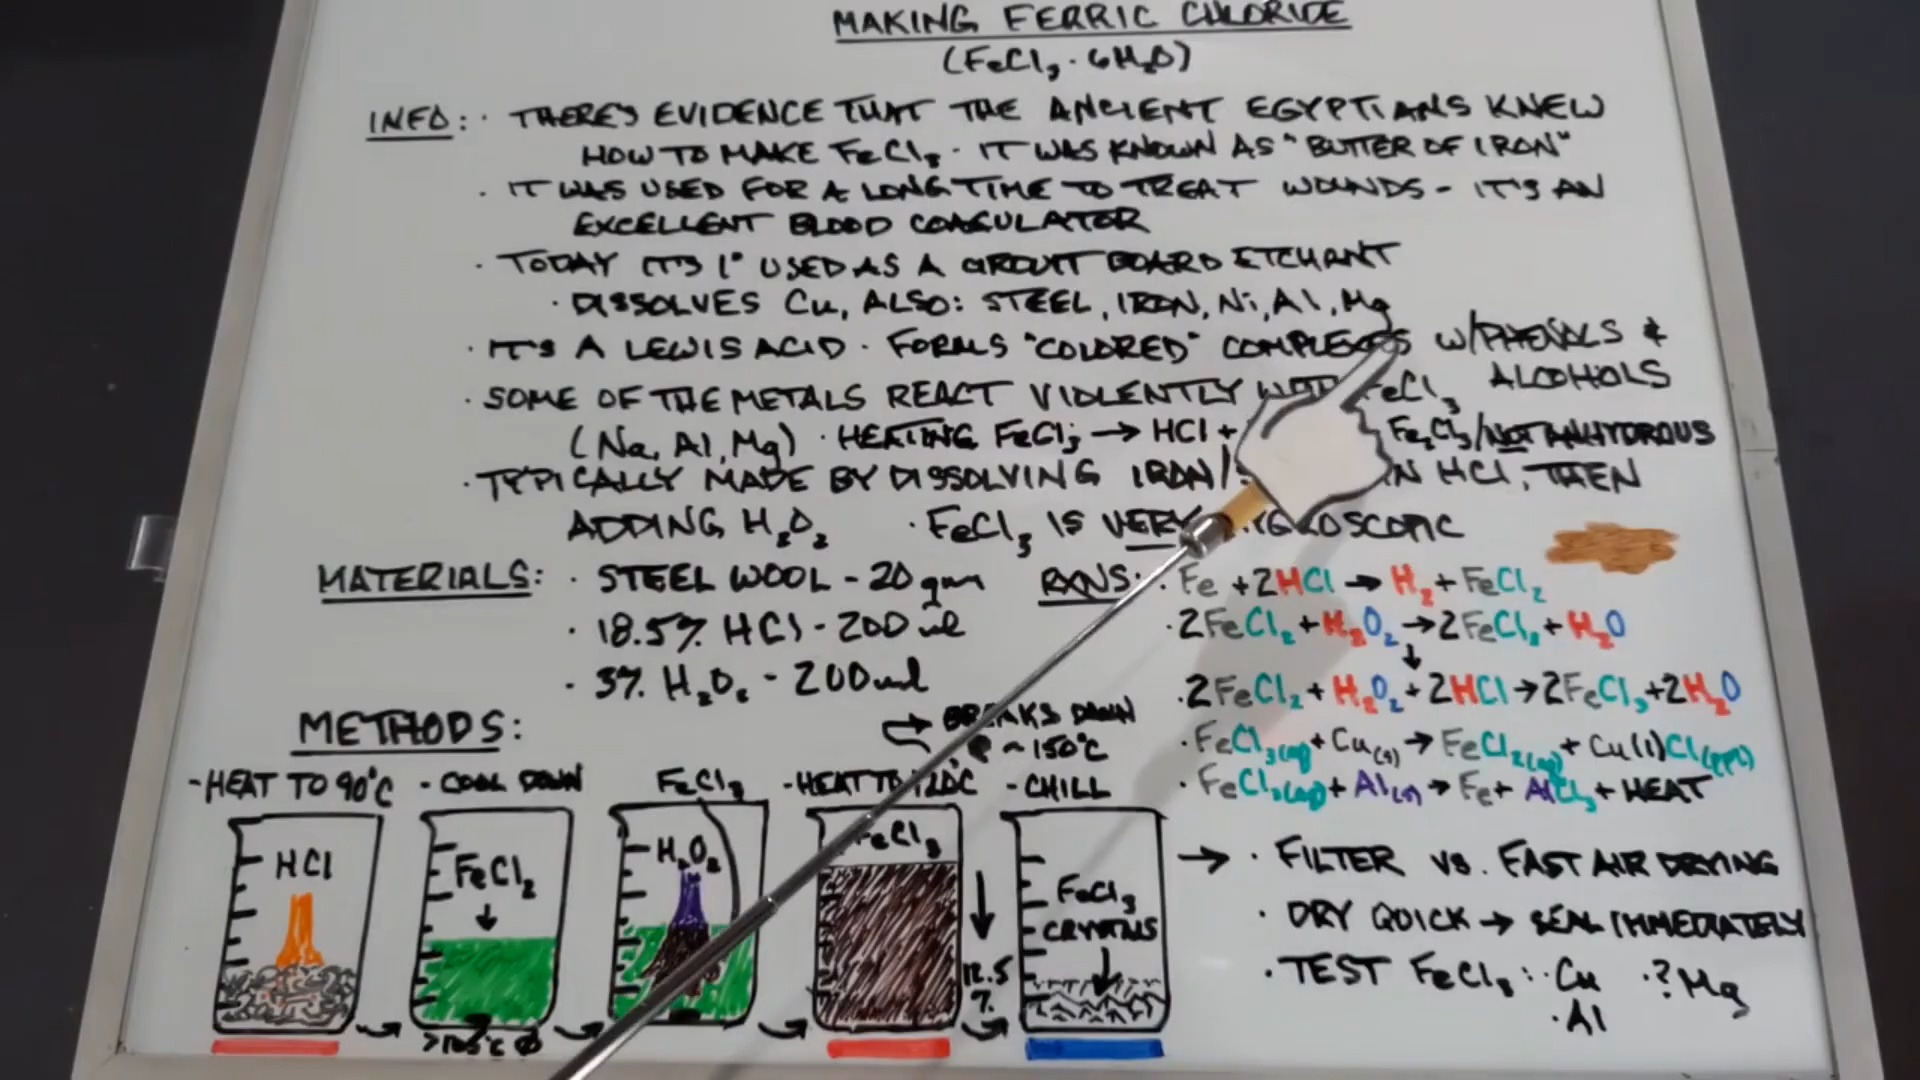 MAKING FERRIC CHLORIDE
(FeCl₃ · 6H₂O)
INFO: · THERE'S EVIDENCE THAT THE ANCIENT EGYPTIANS KNEW
HOW TO MAKE FeCl₃ · IT WAS KNOWN AS "BUTTER OF IRON"
· IT WAS USED FOR A LONG TIME TO TREAT WOUNDS - IT'S AN
EXCELLENT BLOOD COAGULATOR
· TODAY IT'S 1° USED AS A CIRCUIT BOARD ETCHANT
· DISSOLVES Cu, ALSO: STEEL, IRON, Ni, Al, Mg
· IT'S A LEWIS ACID · FORMS "COLORED" COMPLEXES W/PHENOLS &
ALCOHOLS
· SOME OF THE METALS REACT VIOLENTLY WITH FeCl₃
(Na, Al, Mg) · HEATING FeCl₃ → HCl + Fe₂Cl₃/NOT ANHYDROUS
· TYPICALLY MADE BY DISSOLVING IRON/ IN HCl, THEN
ADDING H₂O₂ · FeCl₃ IS VERY HYGROSCOPIC
MATERIALS: · STEEL WOOL - 20 gm
· 18.5% HCl - 200 ml
· 3% H₂O₂ - 200 ml
RXNS: · Fe + 2HCl → H₂ + FeCl₂
· 2FeCl₂ + H₂O₂ → 2FeCl₃ + H₂O
↓
· 2FeCl₂ + H₂O₂ + 2HCl → 2FeCl₃ + 2H₂O
· FeCl₃(aq) + Cu(s) → FeCl₂(aq) + Cu(I)Cl(ppt)
· FeCl₃(aq) + Al(s) → Fe + AlCl₃ + HEAT
METHODS:
→ BREAKS DOWN
@ ~150°C
- HEAT TO 90°C - COOL DOWN FeCl₃ - HEAT TO °C - CHILL
HCl
FeCl₂
H₂O₂
FeCl₃
FeCl₃
CRYSTALS
12.5
%
>105°C
→ · FILTER VS. FAST AIR DRYING
· DRY QUICK → SEAL IMMEDIATELY
· TEST FeCl₃: · Cu · ? Mg
· Al